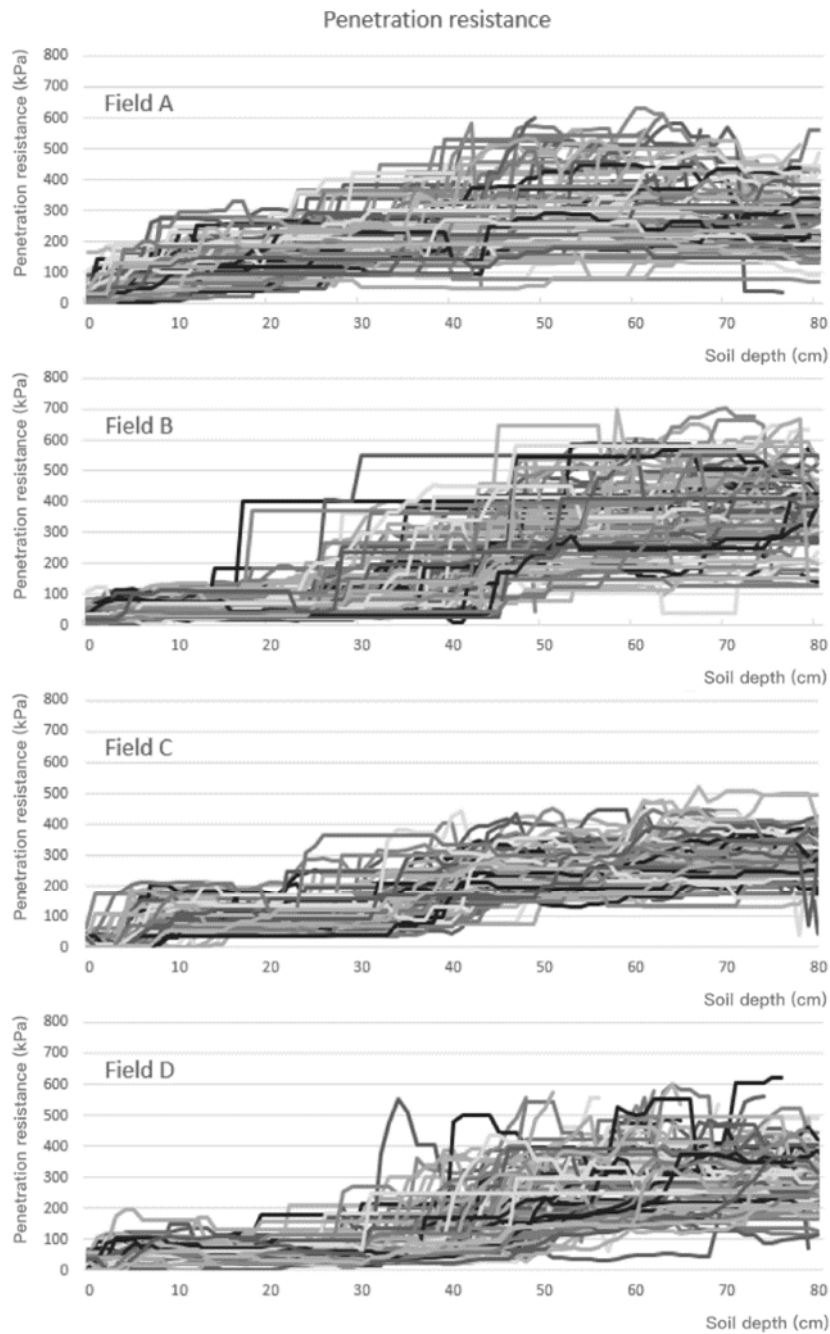 Penetration resistance
Penetration resistance (kPa)
800
700
600
500
400
300
200
100
0
Field A
0 10 20 30 40 50 60 70 80
Soil depth (cm)
Penetration resistance (kPa)
800
700
600
500
400
300
200
100
0
Field B
0 10 20 30 40 50 60 70 80
Soil depth (cm)
Penetration resistance (kPa)
800
700
600
500
400
300
200
100
0
Field C
0 10 20 30 40 50 60 70 80
Soil depth (cm)
Penetration resistance (kPa)
800
700
600
500
400
300
200
100
0
Field D
0 10 20 30 40 50 60 70 80
Soil depth (cm)